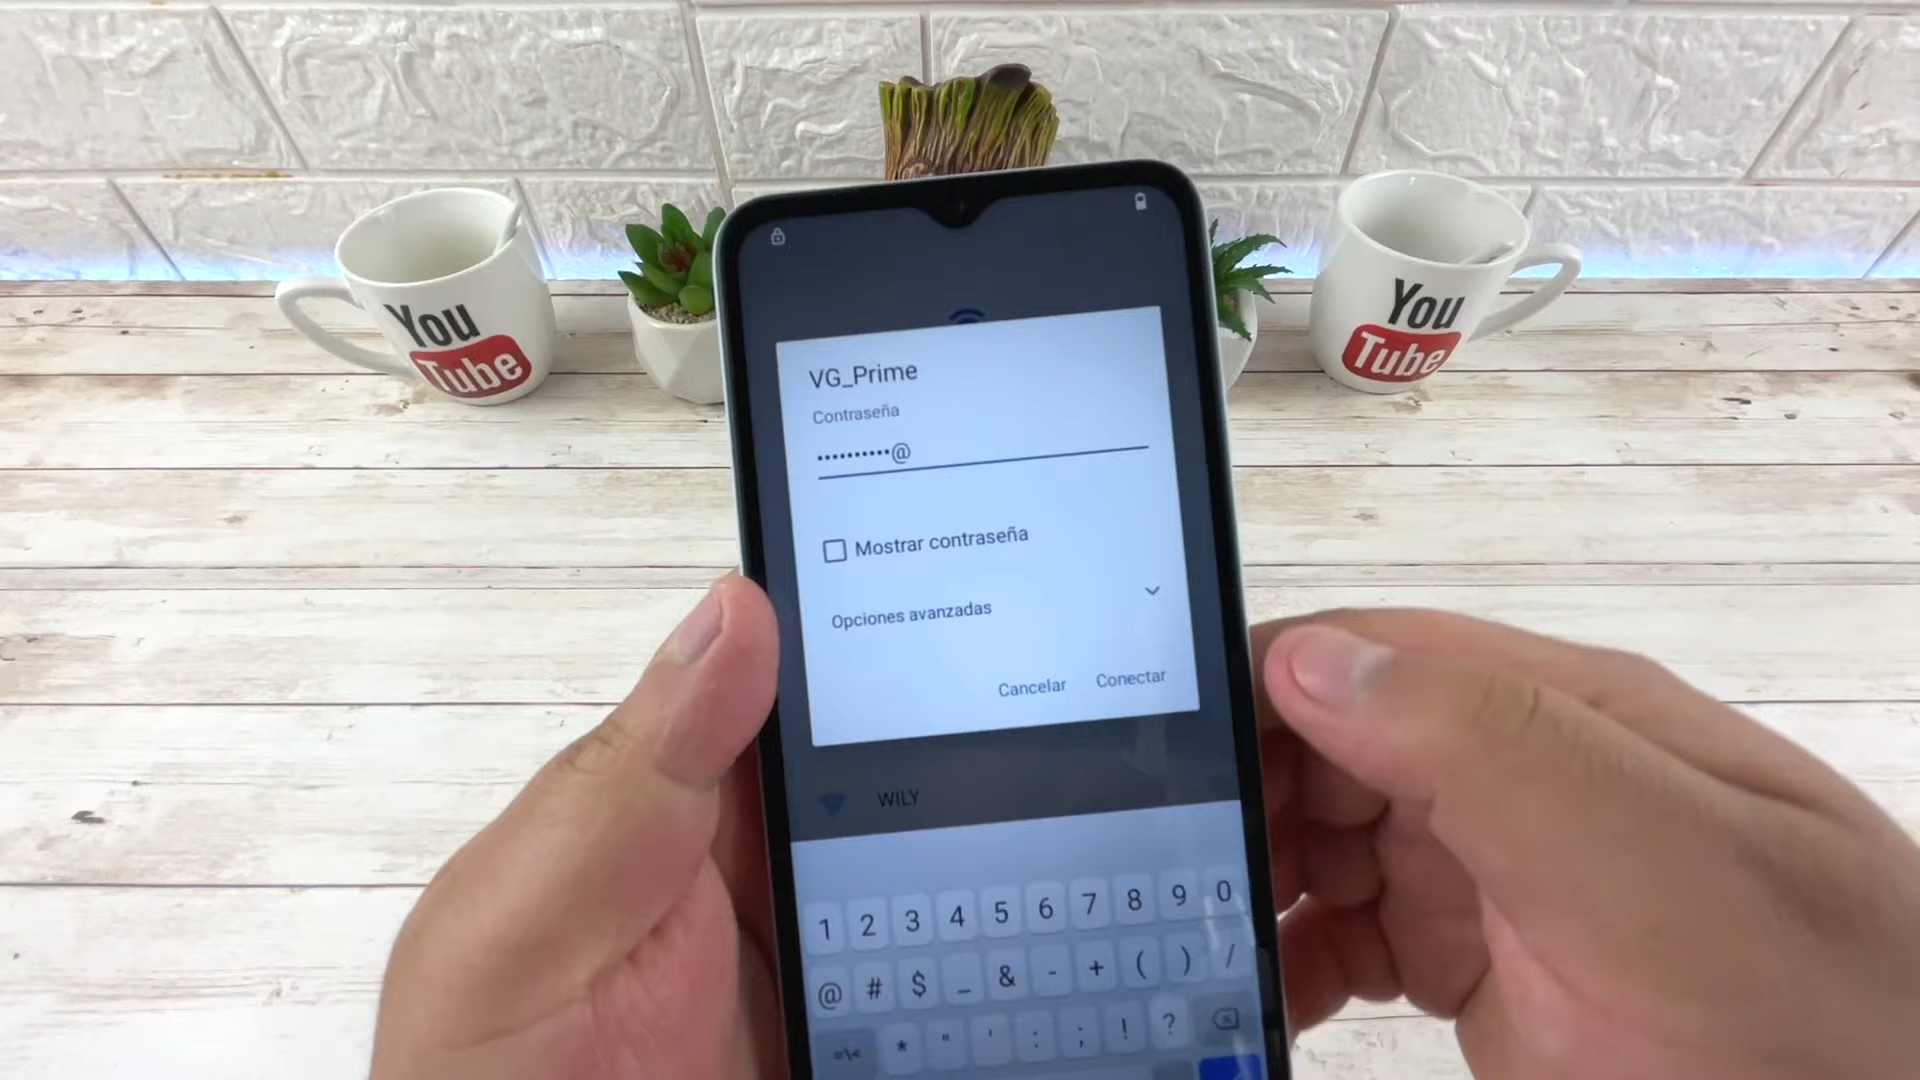 You
Tube
You
Tube
VG_Prime
Contraseña
••••••••••@
Mostrar contraseña
Opciones avanzadas
Cancelar Conectar
WILY
1 2 3 4 5 6 7 8 9 0
@ # $ _ & - + ( ) /
=\< * " ' : ; ! ?